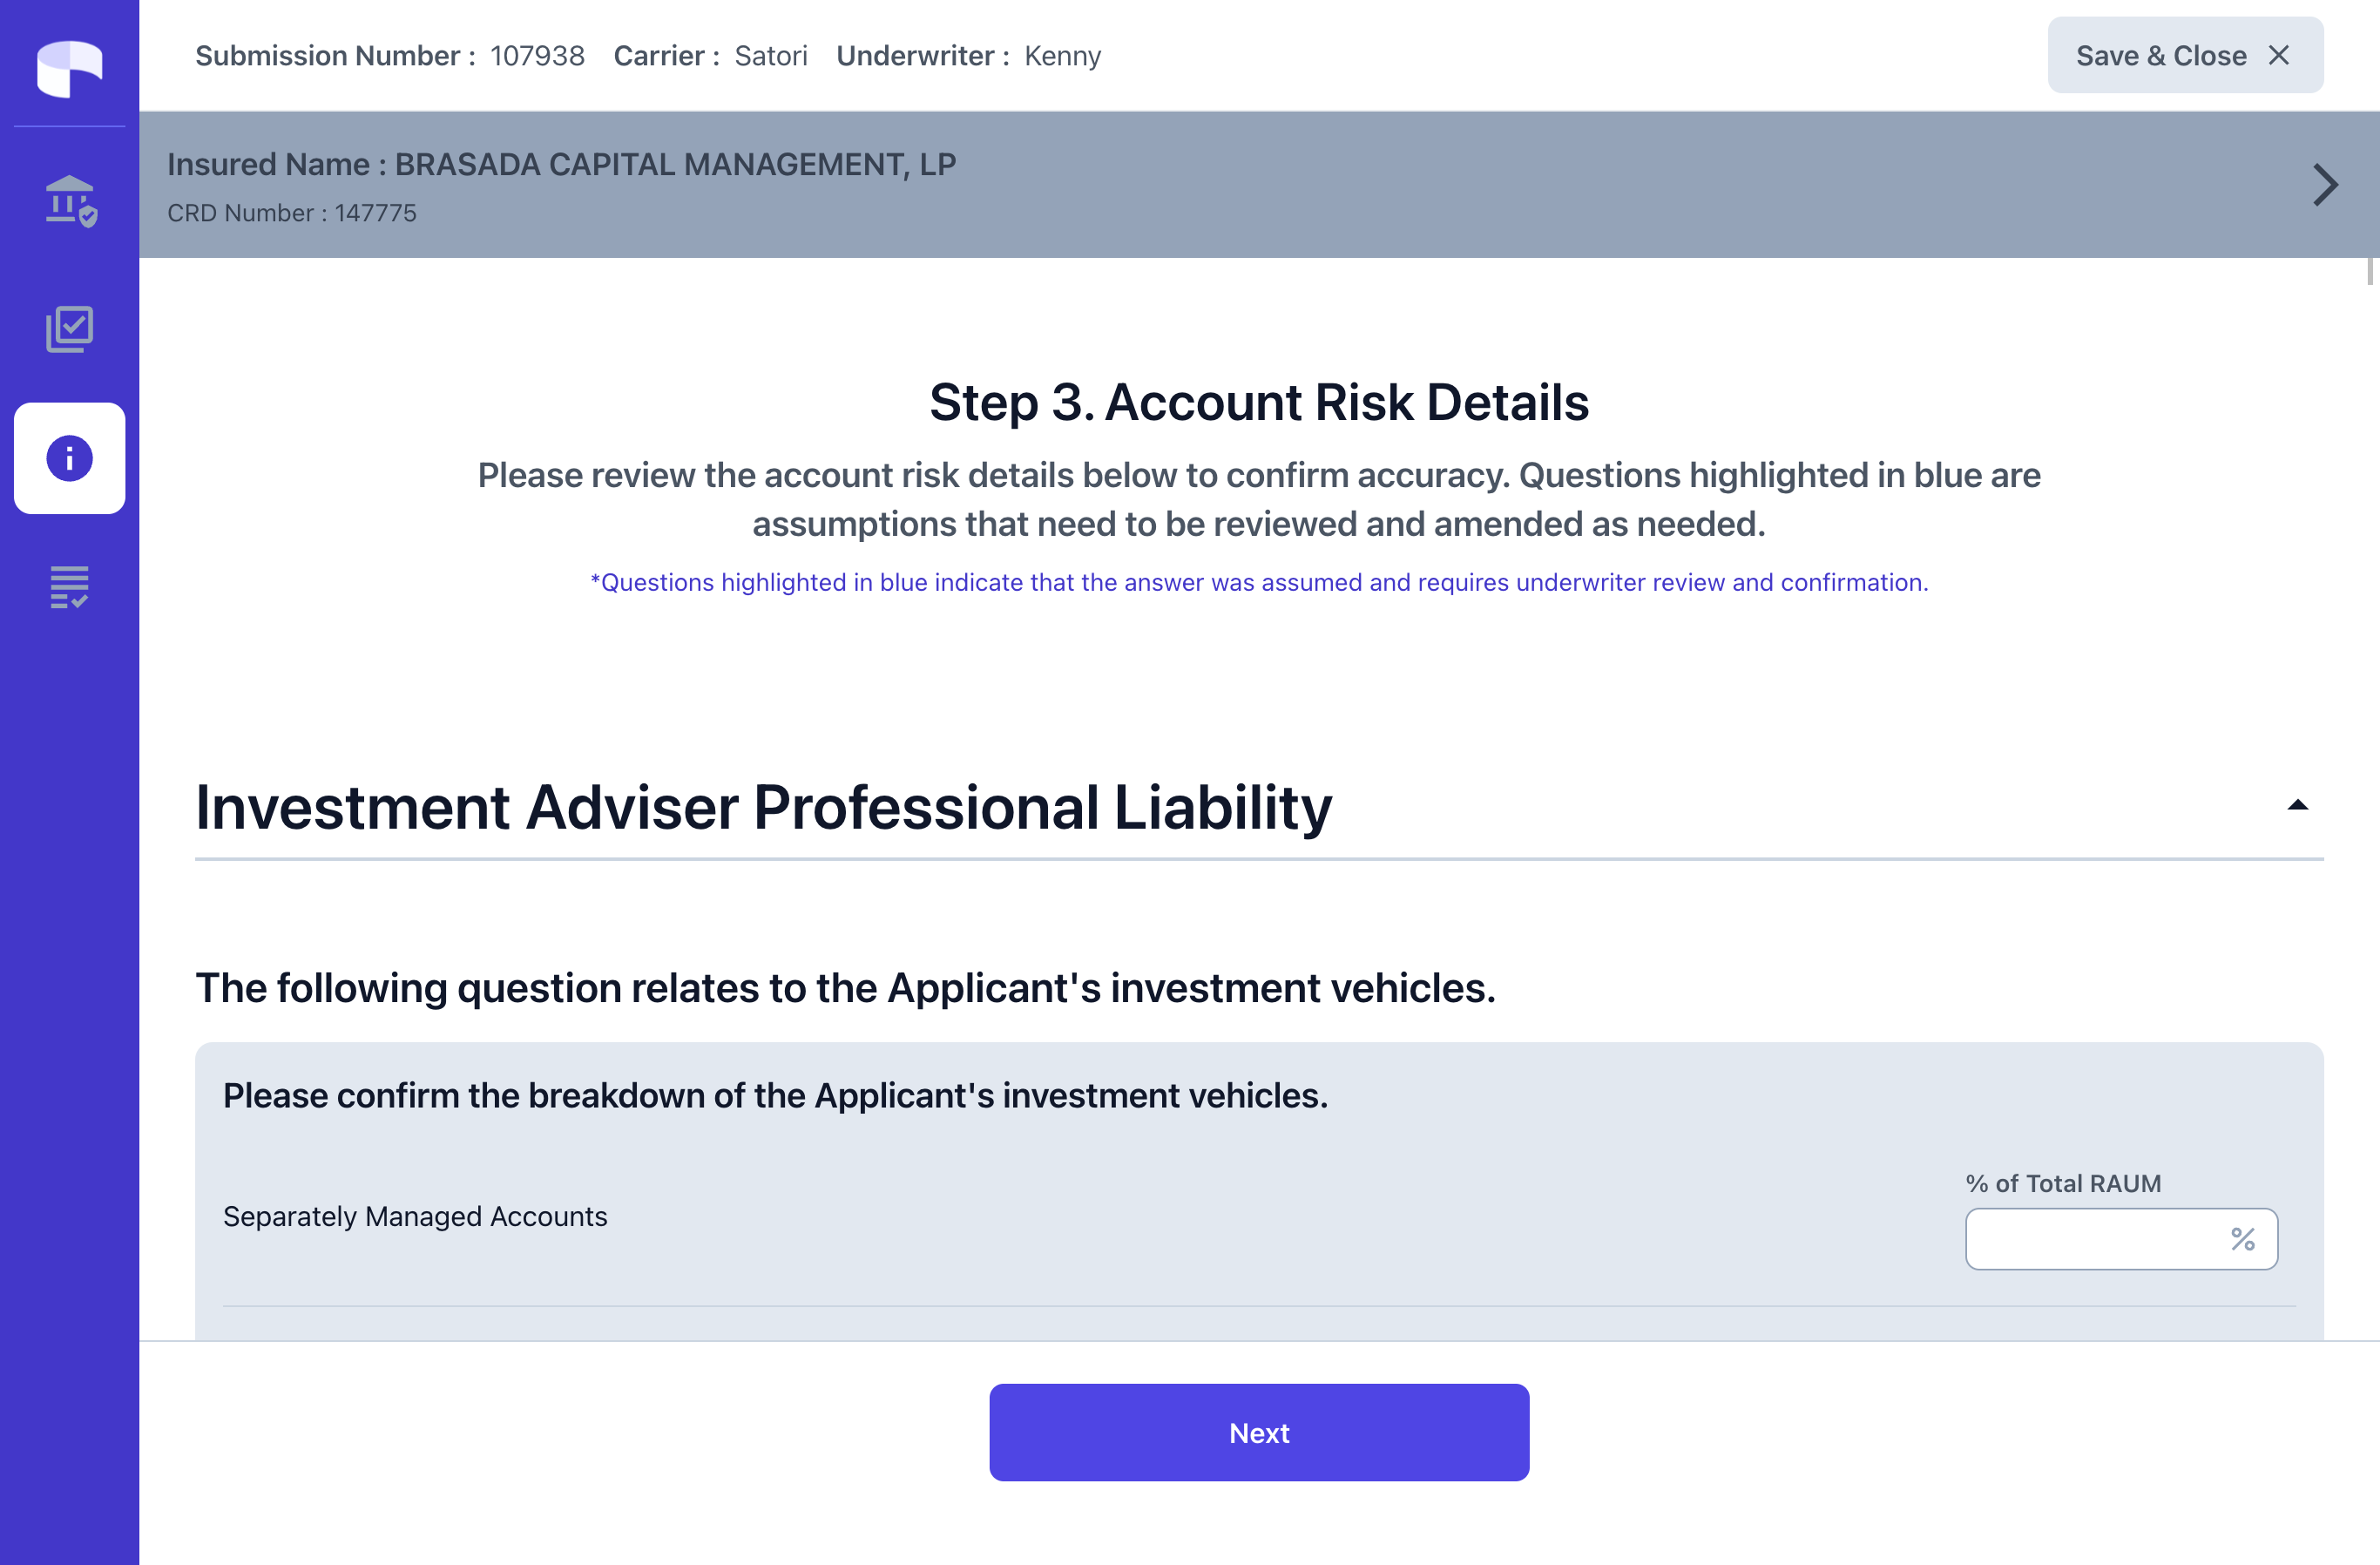 Submission Number : 107938 Carrier : Satori Underwriter : Kenny
Save & Close
Insured Name : BRASADA CAPITAL MANAGEMENT, LP
CRD Number : 147775
Step 3. Account Risk Details
Please review the account risk details below to confirm accuracy. Questions highlighted in blue are
assumptions that need to be reviewed and amended as needed.
*Questions highlighted in blue indicate that the answer was assumed and requires underwriter review and confirmation.
Investment Adviser Professional Liability
The following question relates to the Applicant's investment vehicles.
Please confirm the breakdown of the Applicant's investment vehicles.
% of Total RAUM
Separately Managed Accounts
%
Next